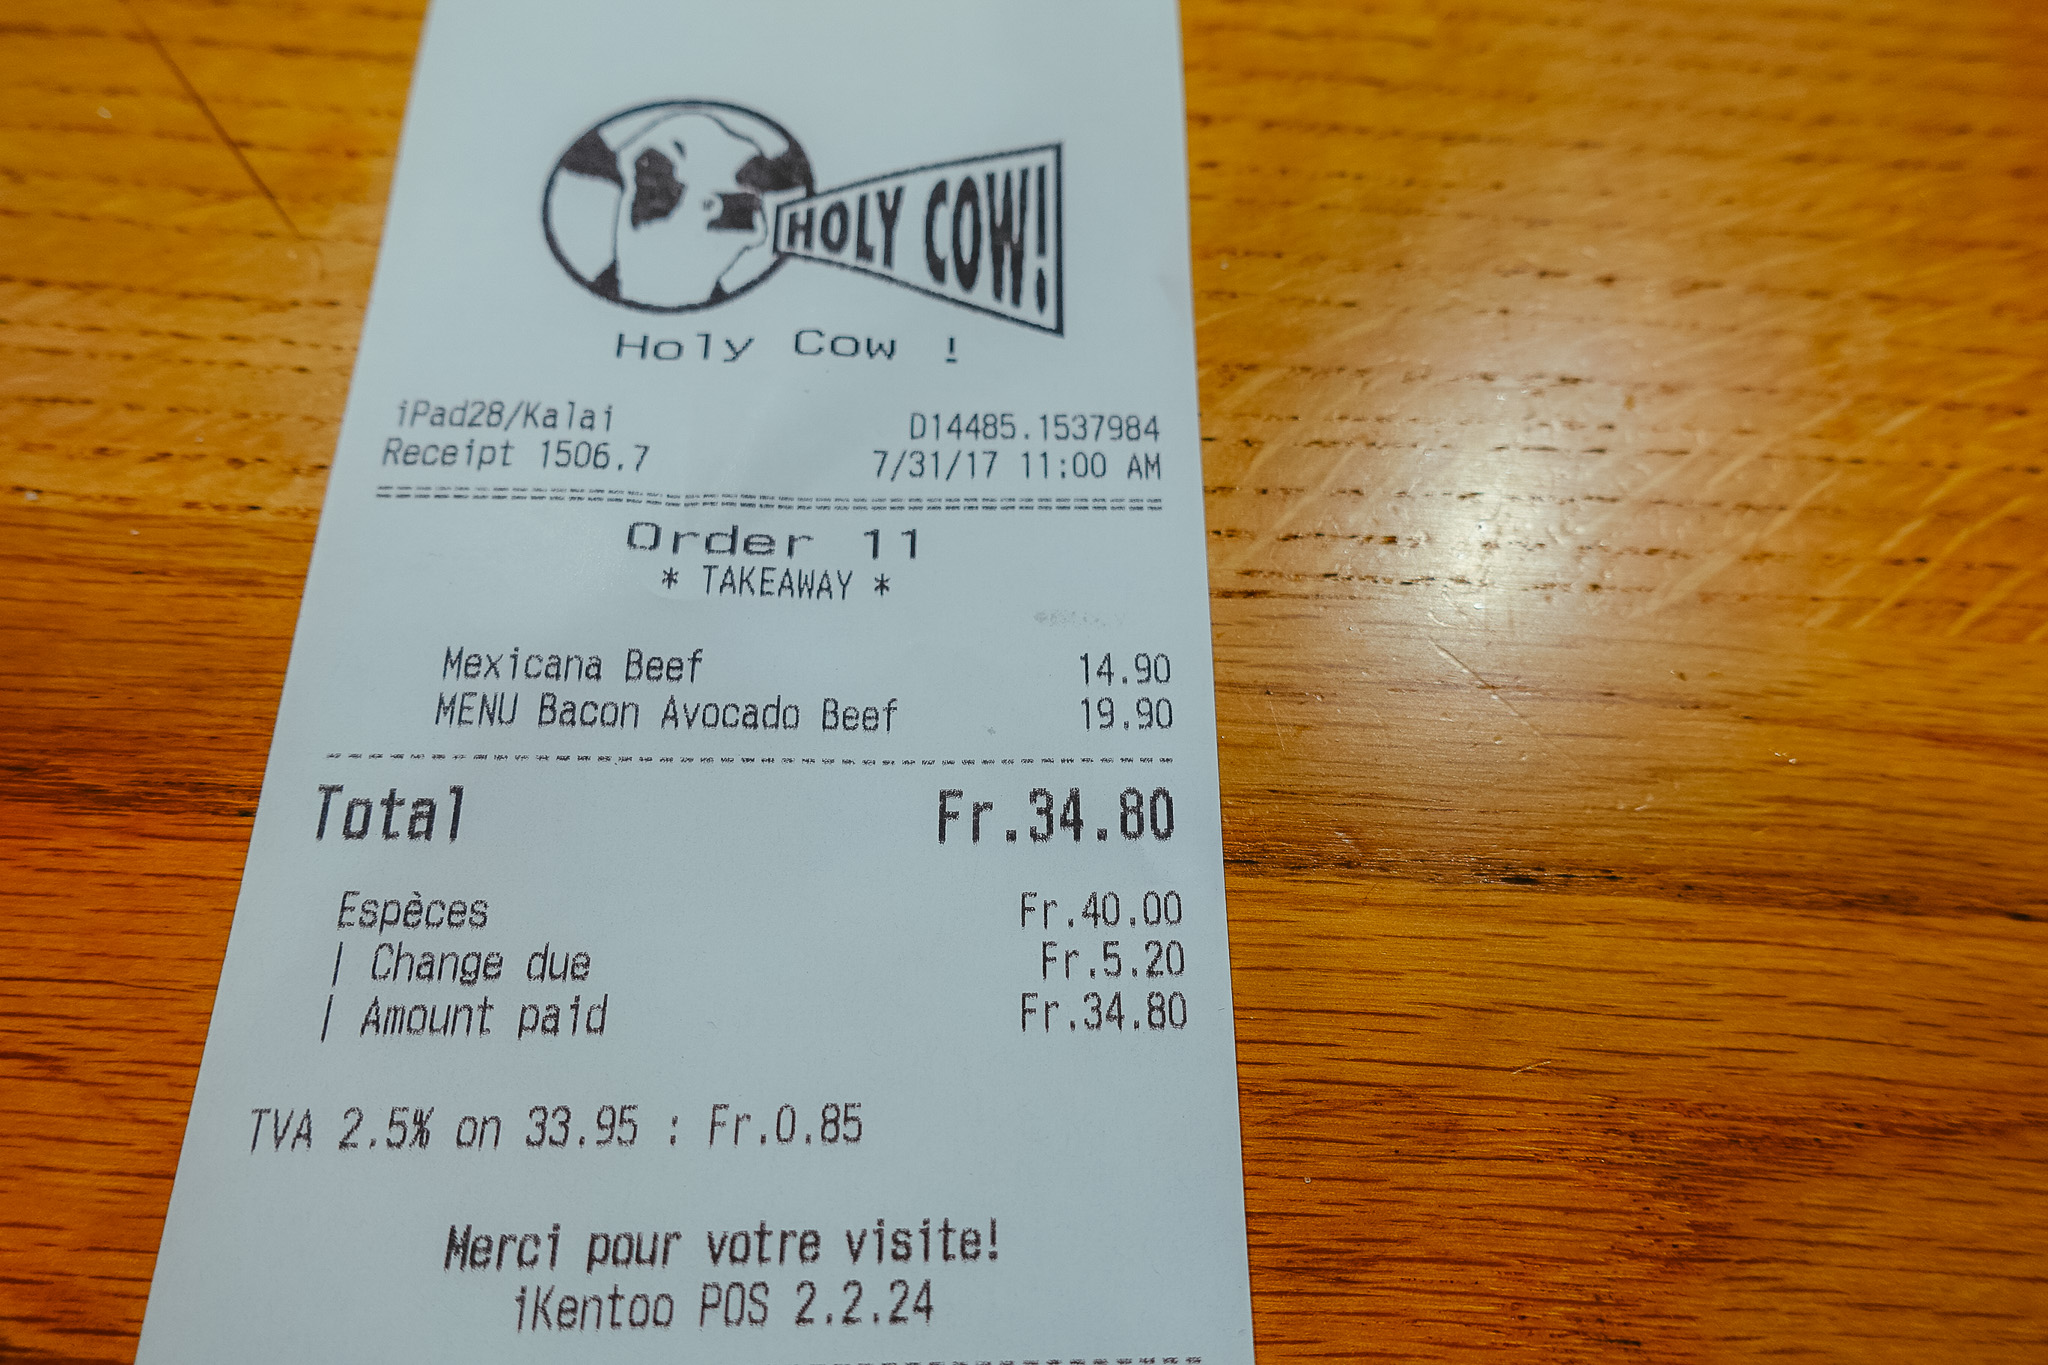 HOLY COW!
Holy Cow !
iPad28/Kalai D14485.1537984
Receipt 1506.7 7/31/17 11:00 AM
Order 11
* TAKEAWAY *
Mexicana Beef 14.90
MENU Bacon Avocado Beef 19.90
Total Fr.34.80
Espèces Fr.40.00
| Change due Fr.5.20
| Amount paid Fr.34.80
TVA 2.5% on 33.95 : Fr.0.85
Merci pour votre visite!
iKentoo POS 2.2.24